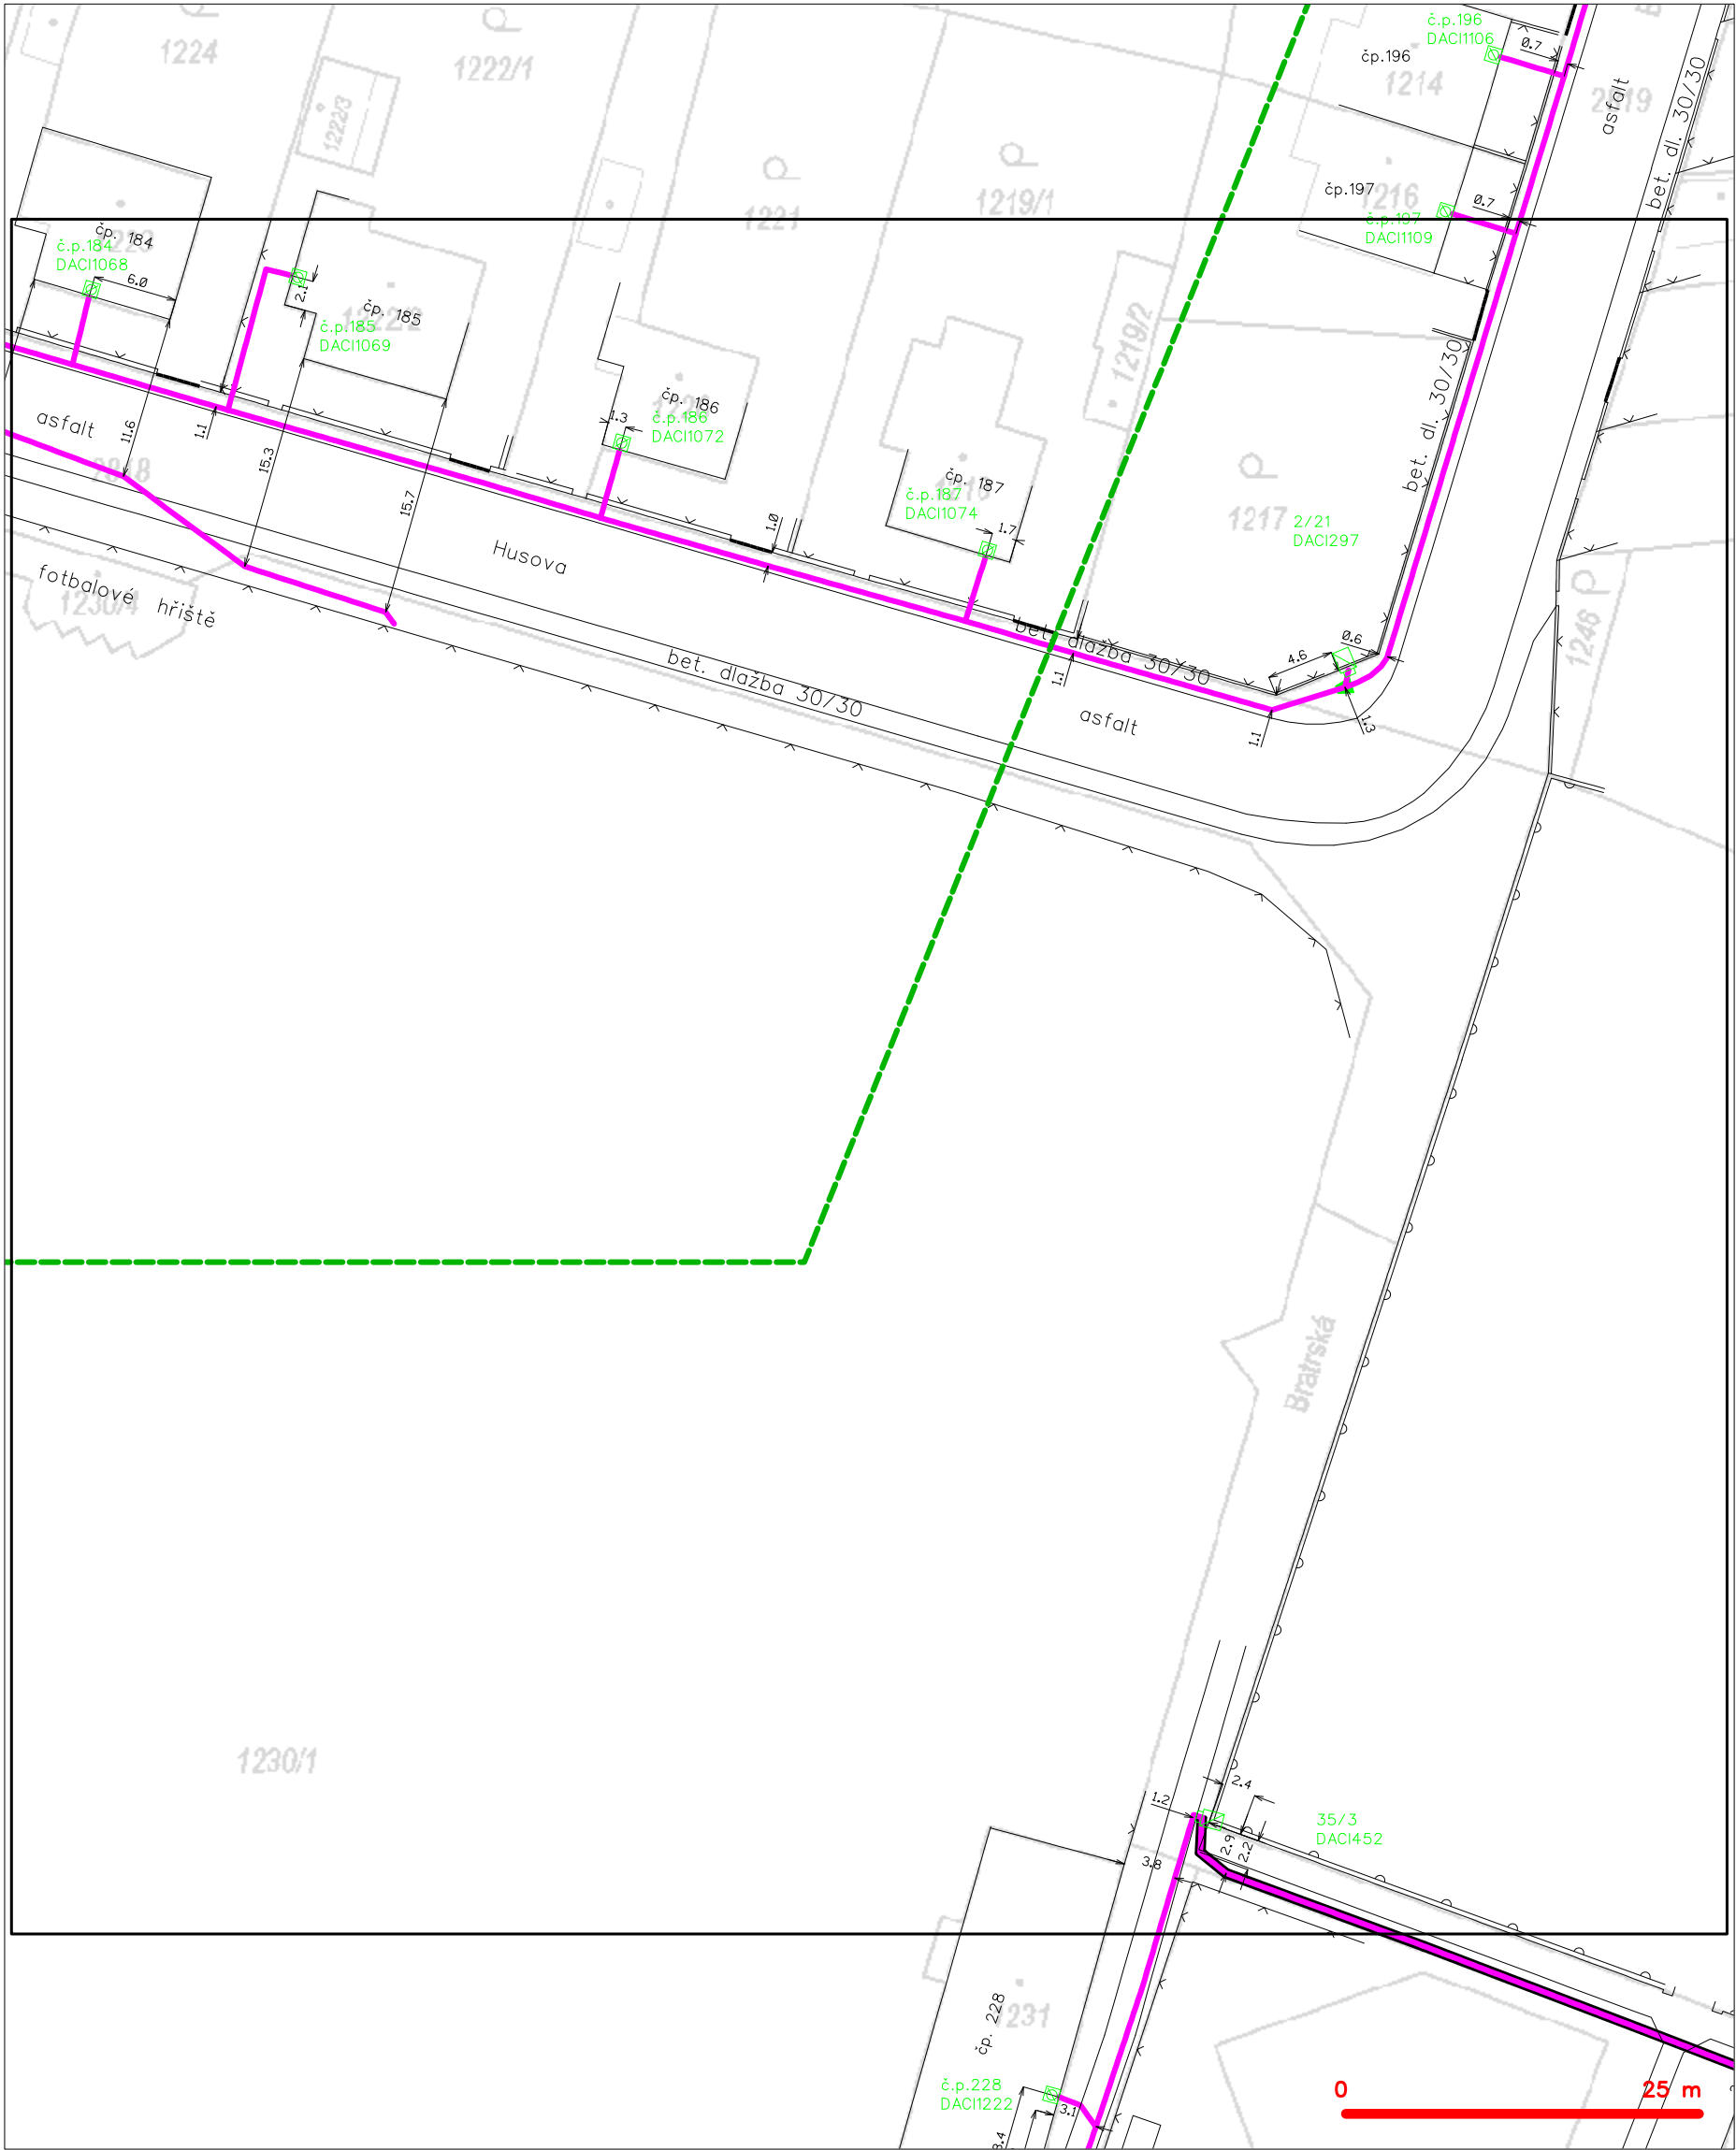 č.p.196
DACI1106
čp.196
0.7
1224
1222/1
1222/3
1214
2019
asfalt
bet. dl. 30/30
1221
1219/1
čp.197
1216
0.7
č.p.197
DACI1109
čp. 184
č.p.184
DACI1068
6.0
2.1
čp. 185
1222/2
č.p.185
DACI1069
1219/2
bet. dl. 30/30
čp. 186
č.p.186
DACI1072
1.3
asfalt
11.6
1.1
15.3
15.7
čp. 187
č.p.187
DACI1074
1.7
1.0
1217
2/21
DACI297
Husova
fotbalové hřiště
1230/4
1246
bet. dlažba 30/30
bet. dlažba 30/30
4.6
0.6
1.1
1.1
1.3
asfalt
Bratrská
1230/1
2.4
1.2
35/3
DACI452
2.9
2.2
3.8
čp. 228
1231
č.p.228
DACI1222
3.1
0
25 m